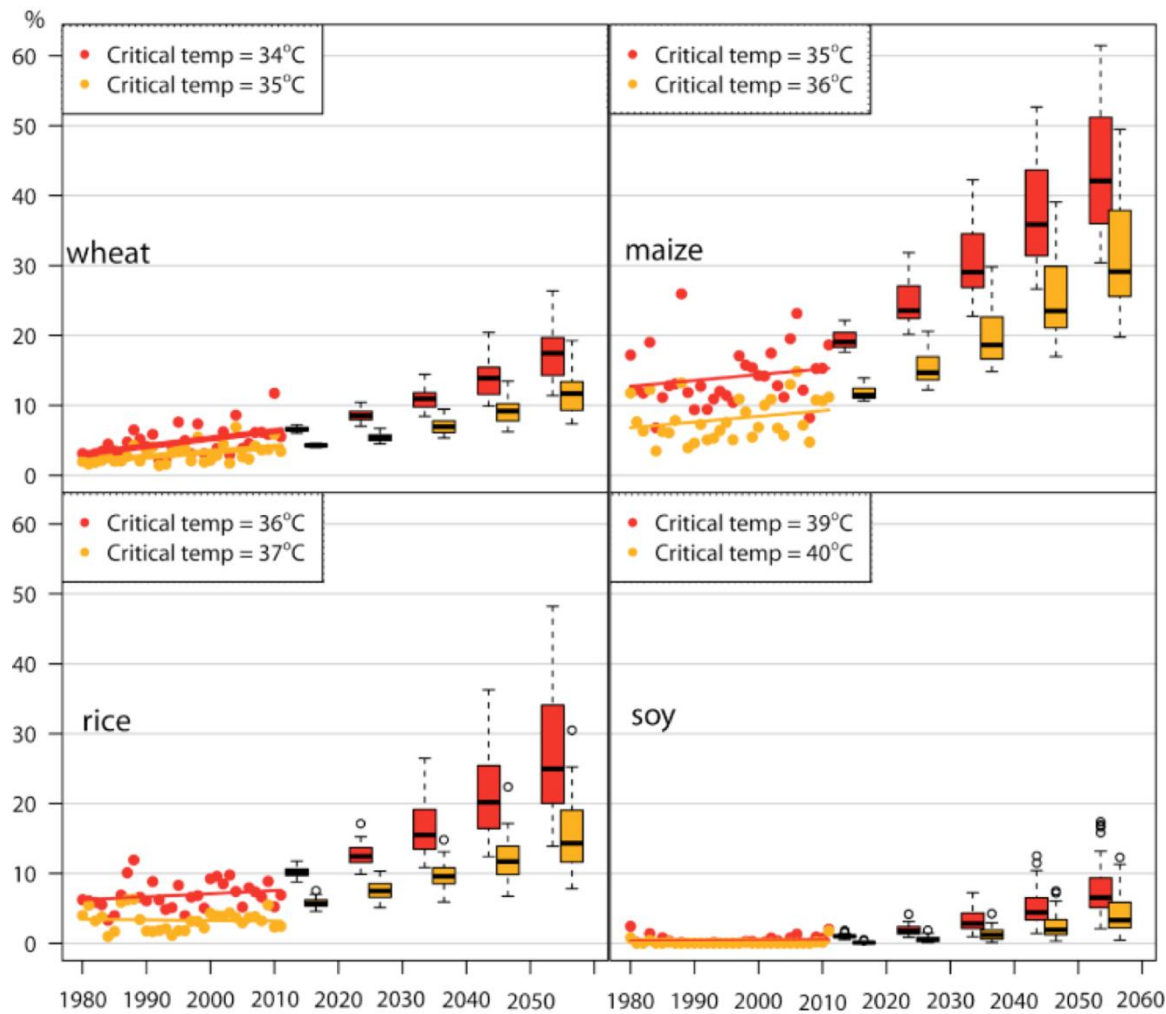 %
Critical temp = 34°C
Critical temp = 35°C
Critical temp = 35°C
Critical temp = 36°C
60
50
40
30
20
10
0
wheat
maize
Critical temp = 36°C
Critical temp = 37°C
Critical temp = 39°C
Critical temp = 40°C
60
50
40
30
20
10
0
rice
soy
1980 1990 2000 2010 2020 2030 2040 2050
1980 1990 2000 2010 2020 2030 2040 2050 2060